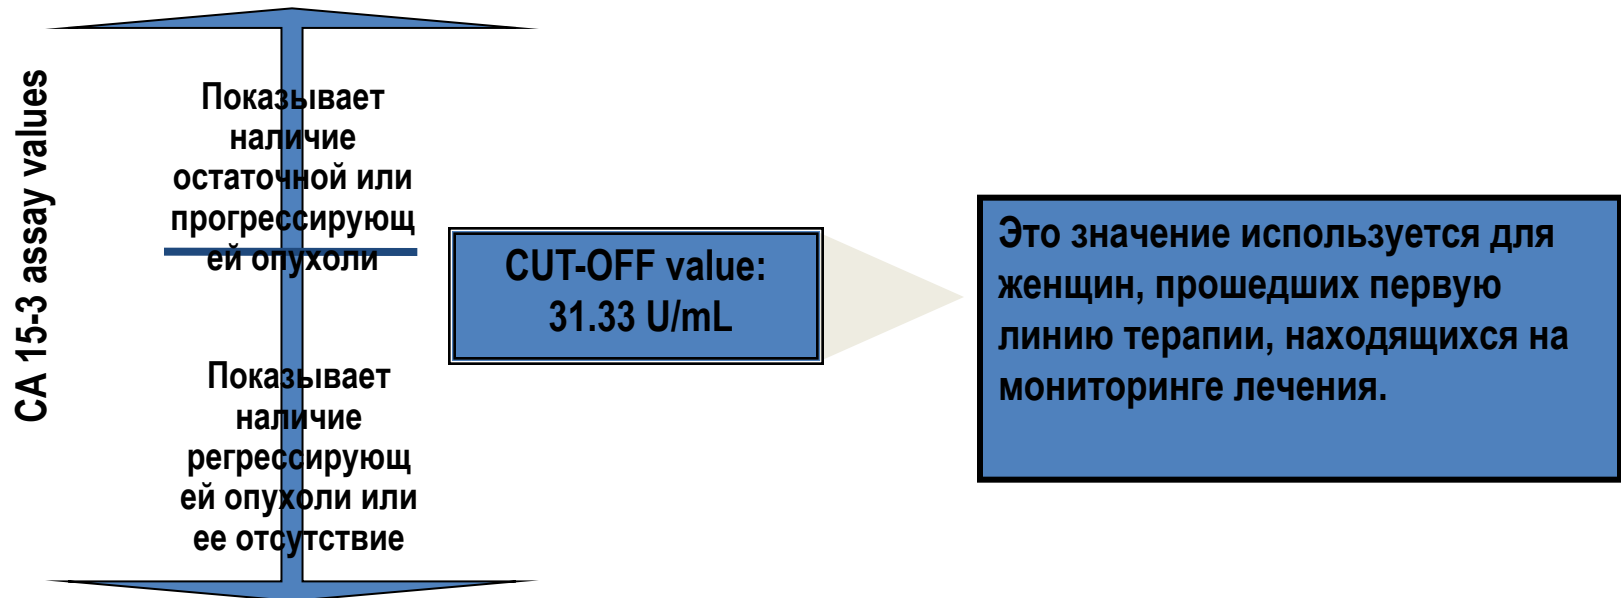 CA 15-3 assay values
Показывает
наличие
остаточной или
прогрессирующ
ей опухоли
Показывает
наличие
регрессирующ
ей опухоли или
ее отсутствие
CUT-OFF value:
31.33 U/mL
Это значение используется для
женщин, прошедших первую
линию терапии, находящихся на
мониторинге лечения.